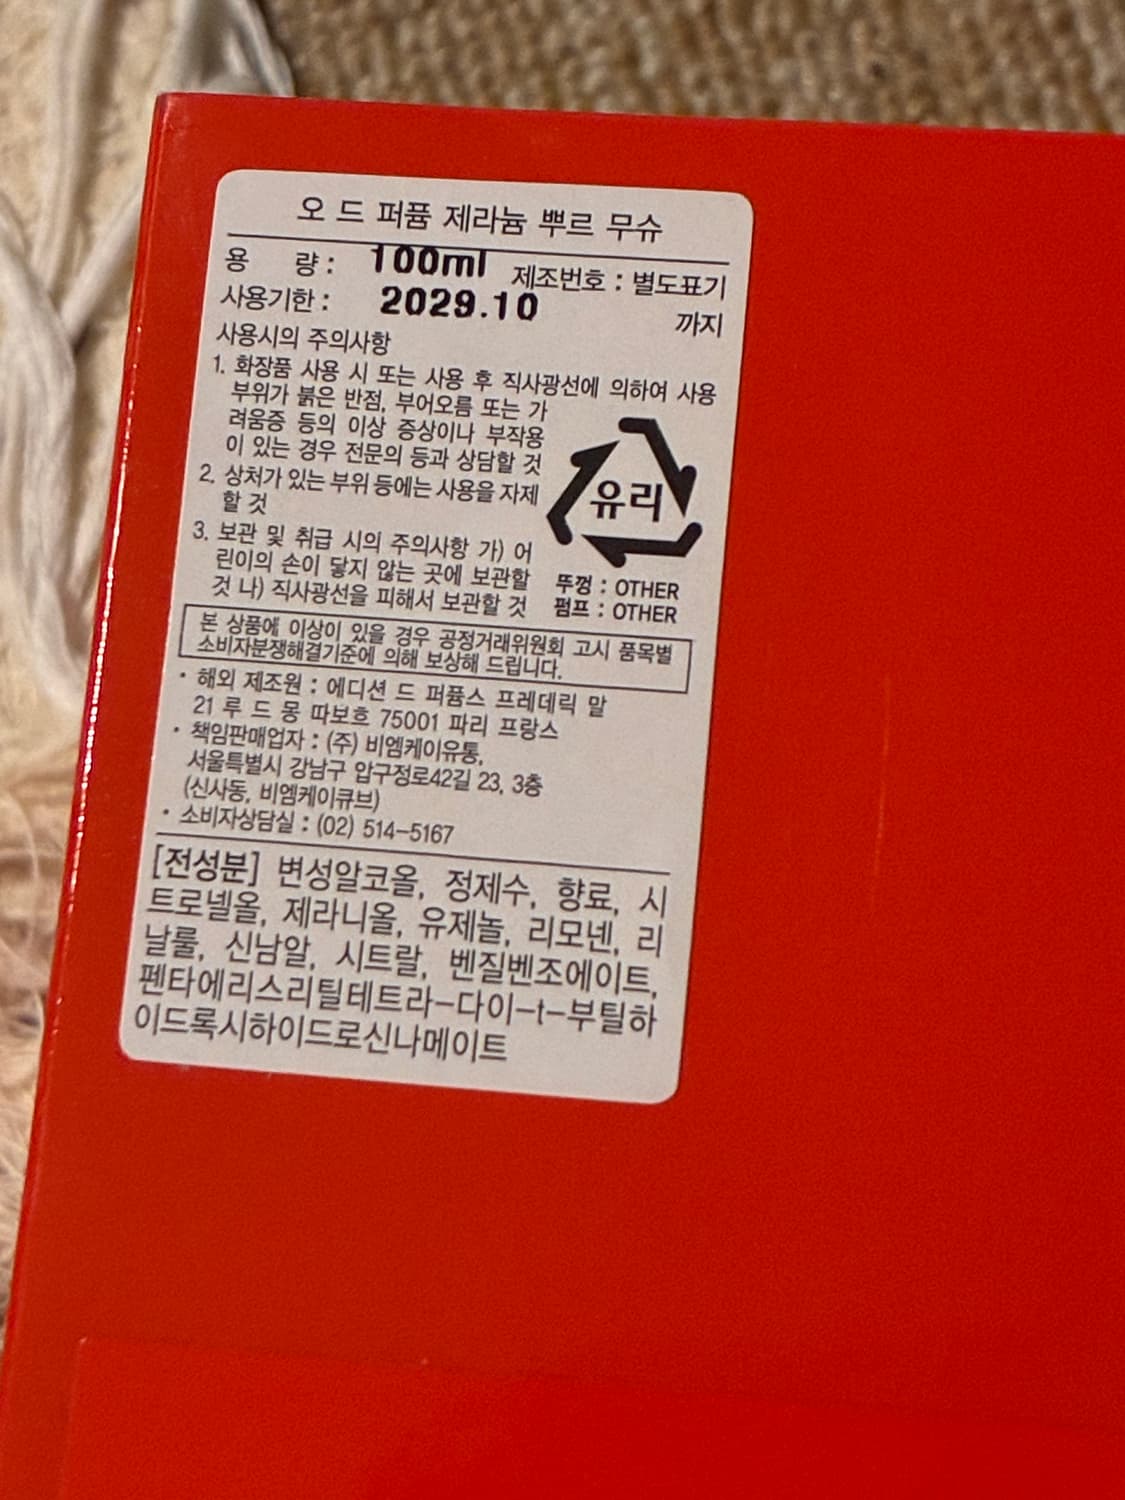 오 드 퍼퓸 제라늄 뿌르 무슈
용 량 : 100ml 제조번호 : 별도표기
사용기한 : 2029.10 까지
사용시의 주의사항
1. 화장품 사용 시 또는 사용 후 직사광선에 의하여 사용
부위가 붉은 반점, 부어오름 또는 가
려움증 등의 이상 증상이나 부작용
이 있는 경우 전문의 등과 상담할 것
2. 상처가 있는 부위 등에는 사용을 자제
할 것
3. 보관 및 취급 시의 주의사항 가) 어
린이의 손이 닿지 않는 곳에 보관할
것 나) 직사광선을 피해서 보관할 것
유리
뚜껑 : OTHER
펌프 : OTHER
본 상품에 이상이 있을 경우 공정거래위원회 고시 품목별
소비자분쟁해결기준에 의해 보상해 드립니다.
• 해외 제조원 : 에디션 드 퍼퓸스 프레데릭 말
21 루 드 몽 따보흐 75001 파리 프랑스
• 책임판매업자 : (주) 비엠케이유통,
서울특별시 강남구 압구정로42길 23, 3층
(신사동, 비엠케이큐브)
• 소비자상담실 : (02) 514-5167
[전성분] 변성알코올, 정제수, 향료, 시
트로넬올, 제라니올, 유제놀, 리모넨, 리
날룰, 신남알, 시트랄, 벤질벤조에이트,
펜타에리스리틸테트라-다이-t-부틸하
이드록시하이드로신나메이트